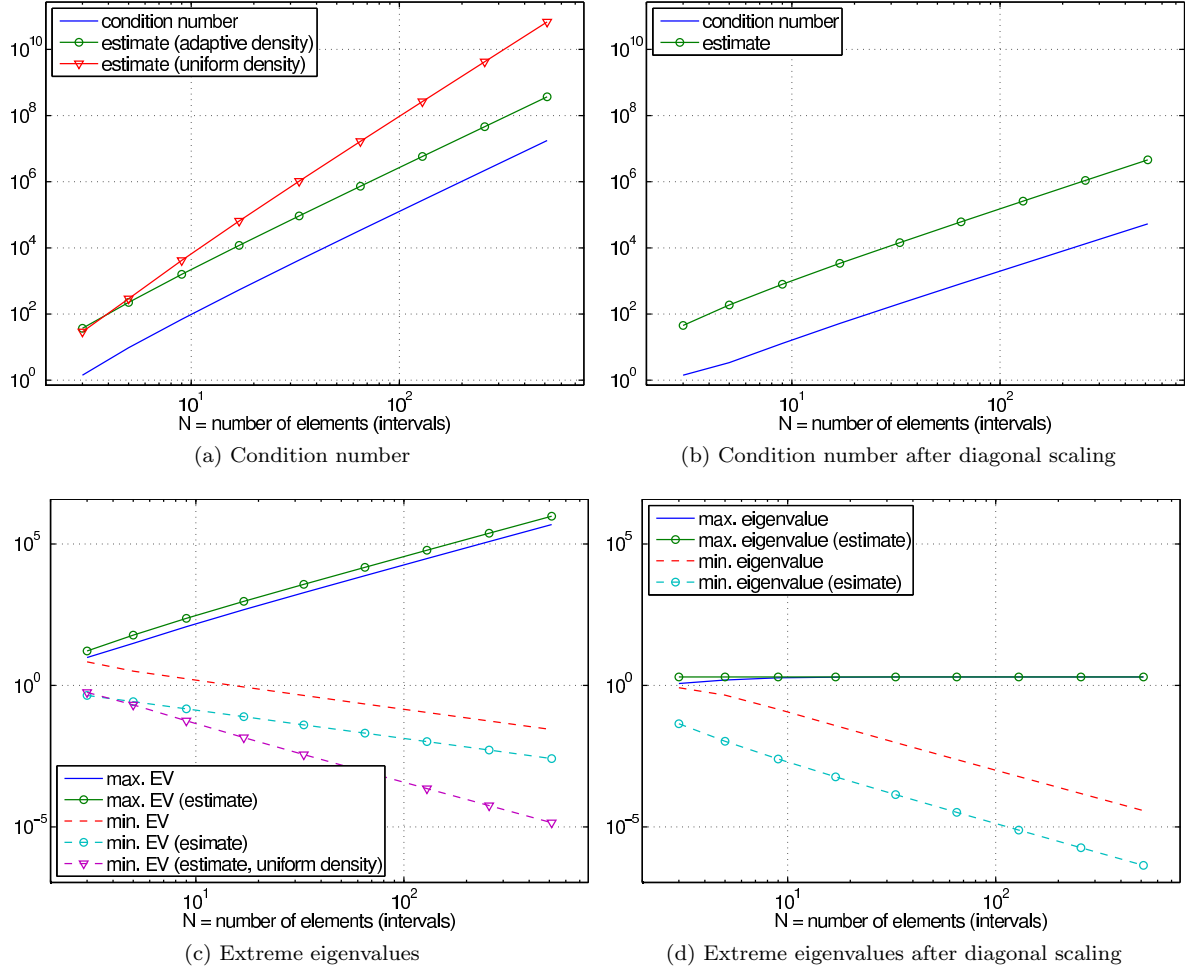 condition number
estimate (adaptive density)
estimate (uniform density)
10^10
10^8
10^6
10^4
10^2
10^0
10^1
10^2
N = number of elements (intervals)
(a) Condition number
condition number
estimate
10^10
10^8
10^6
10^4
10^2
10^0
10^1
10^2
N = number of elements (intervals)
(b) Condition number after diagonal scaling
10^5
10^0
10^-5
max. EV
max. EV (estimate)
min. EV
min. EV (esimate)
min. EV (estimate, uniform density)
10^1
10^2
N = number of elements (intervals)
(c) Extreme eigenvalues
max. eigenvalue
max. eigenvalue (estimate)
min. eigenvalue
min. eigenvalue (esimate)
10^5
10^0
10^-5
10^1
10^2
N = number of elements (intervals)
(d) Extreme eigenvalues after diagonal scaling